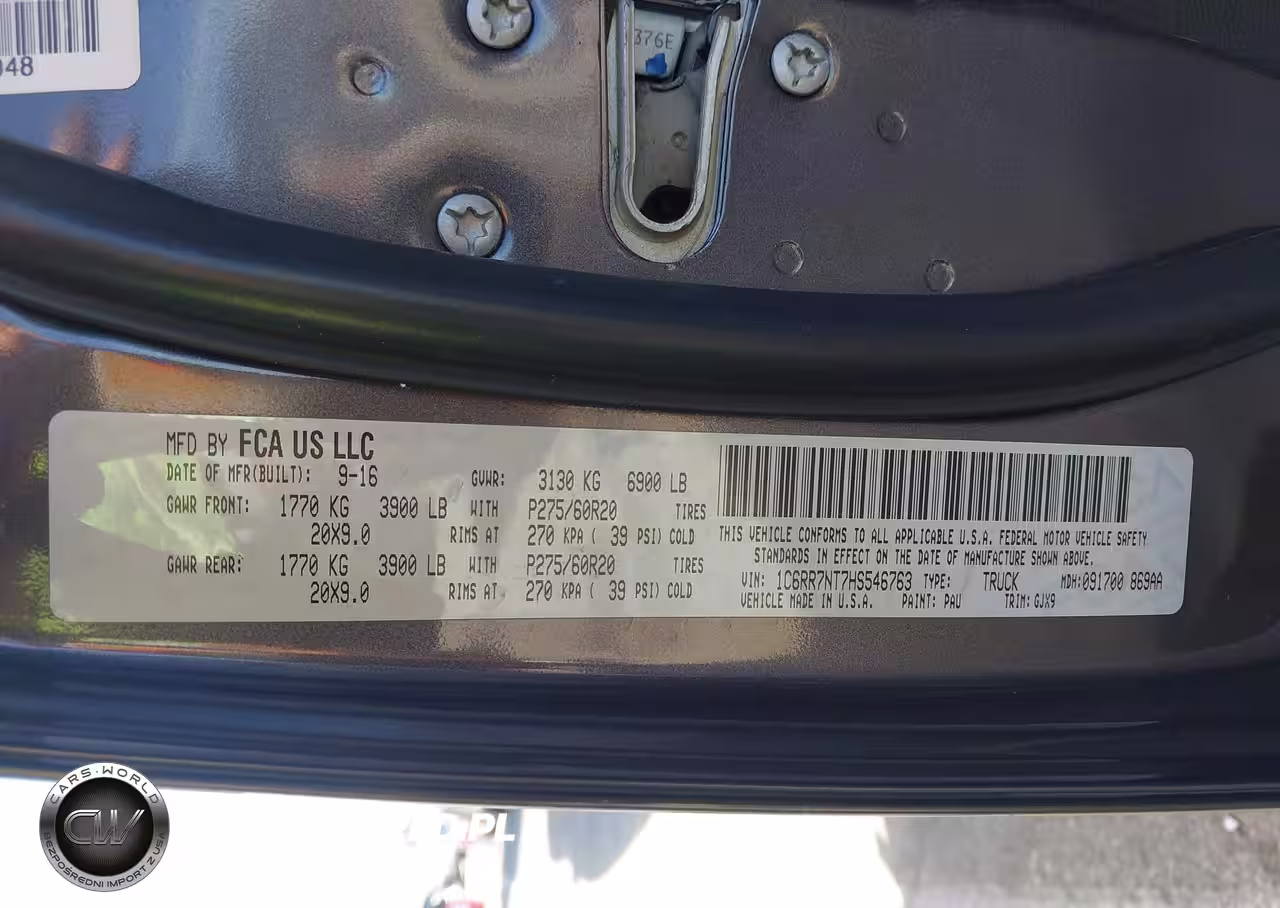 048
376E
MFD BY FCA US LLC
DATE OF MFR(BUILT): 9-16 GVWR: 3130 KG 6900 LB
GAWR FRONT: 1770 KG 3900 LB WITH P275/60R20 TIRES
20X9.0 RIMS AT 270 KPA ( 39 PSI) COLD
GAWR REAR: 1770 KG 3900 LB WITH P275/60R20 TIRES
20X9.0 RIMS AT 270 KPA ( 39 PSI) COLD
THIS VEHICLE CONFORMS TO ALL APPLICABLE U.S.A. FEDERAL MOTOR VEHICLE SAFETY
STANDARDS IN EFFECT ON THE DATE OF MANUFACTURE SHOWN ABOVE.
VIN: 1C6RR7NT7HS546763 TYPE: TRUCK MDH: 091700 869AA
VEHICLE MADE IN U.S.A. PAINT: PAU TRIM: GJX9
CARS·WORLD
CW
BEZPOŚREDNI IMPORT Z USA